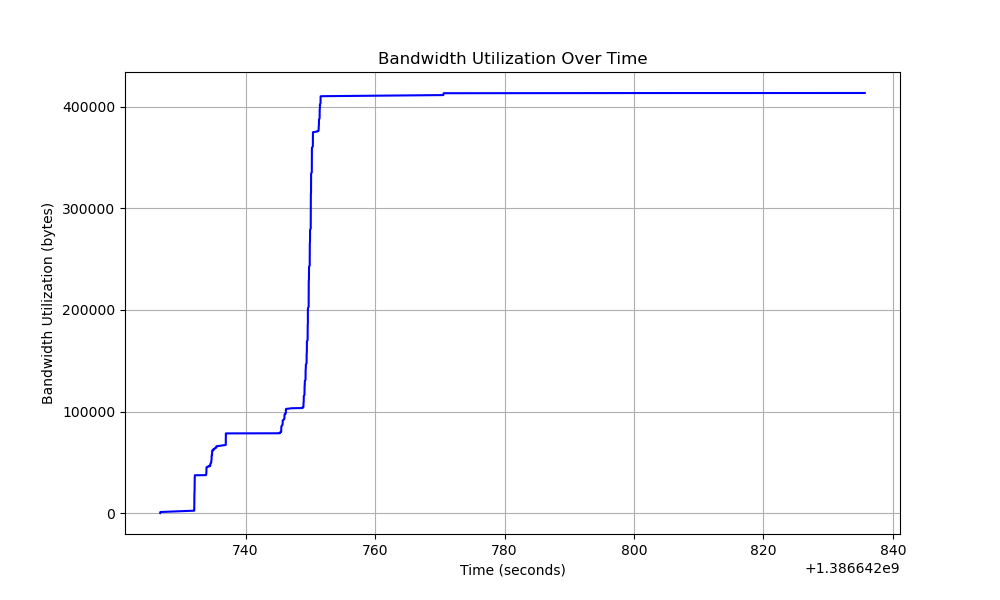 Bandwidth Utilization Over Time
400000
300000
200000
100000
0
Bandwidth Utilization (bytes)
740 760 780 800 820 840
Time (seconds)
+1.386642e9